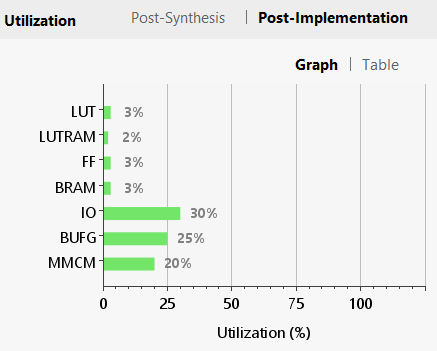 Utilization Post-Synthesis | Post-Implementation
Graph | Table
LUT 3%
LUTRAM 2%
FF 3%
BRAM 3%
IO 30%
BUFG 25%
MMCM 20%
0 25 50 75 100
Utilization (%)